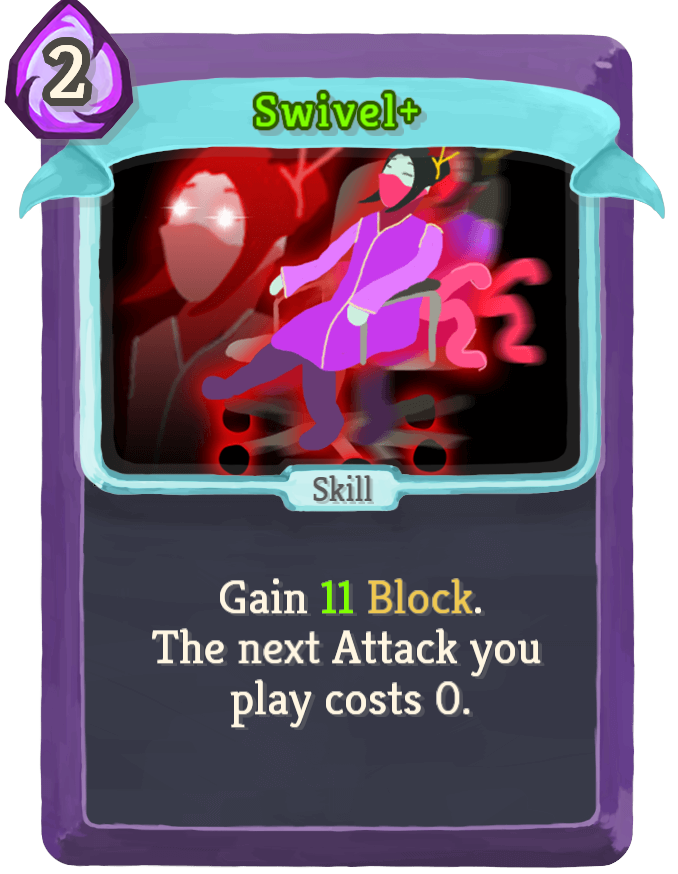 2
Swivel+
Skill
Gain 11 Block.
The next Attack you
play costs 0.